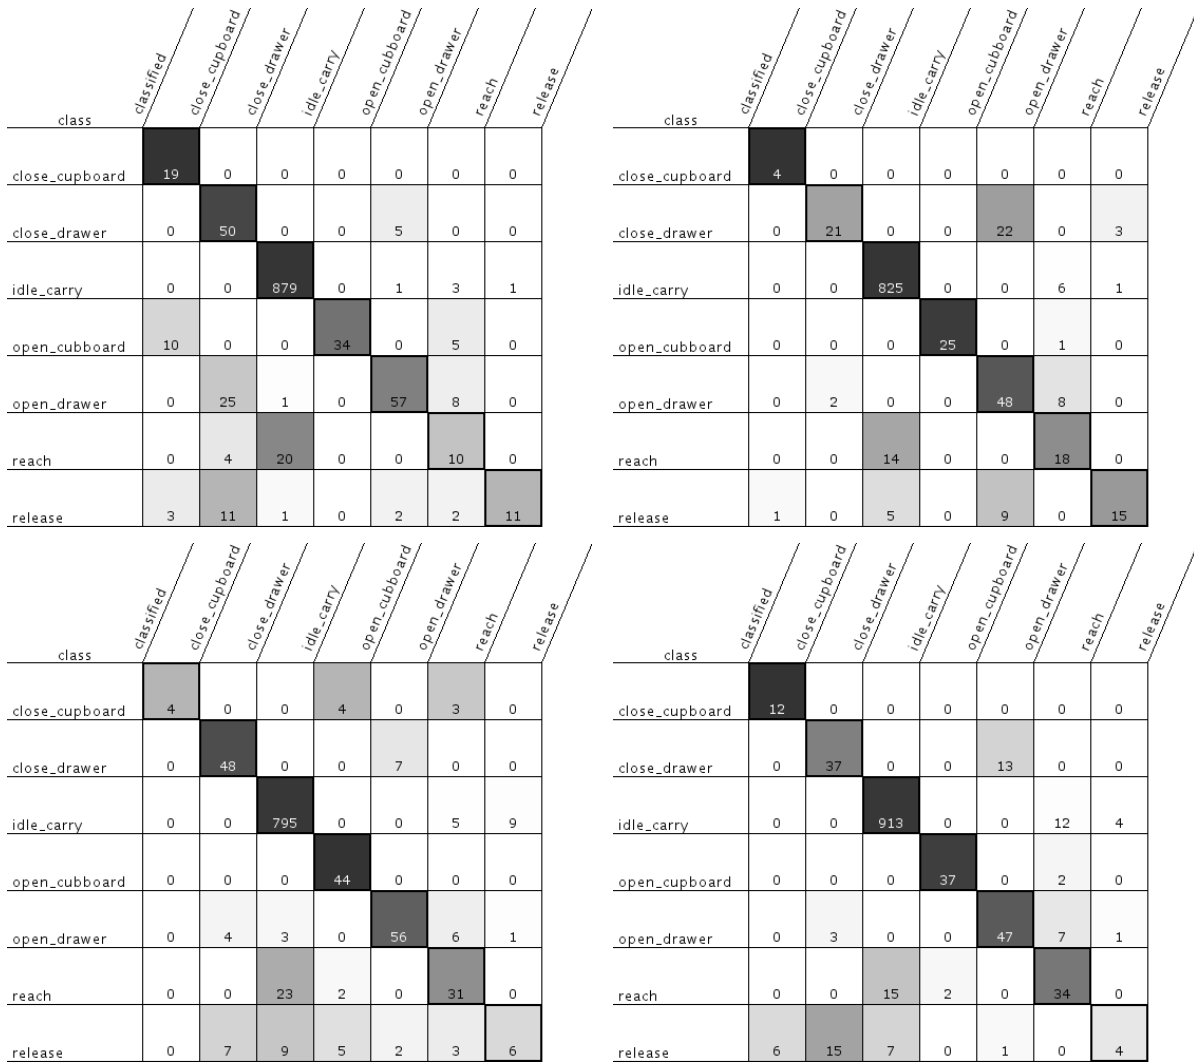 classified close_cupboard close_drawer idle_carry open_cubboard open_drawer reach release
class
close_cupboard 19 0 0 0 0 0 0
close_drawer 0 50 0 0 5 0 0
idle_carry 0 0 879 0 1 3 1
open_cubboard 10 0 0 34 0 5 0
open_drawer 0 25 1 0 57 8 0
reach 0 4 20 0 0 10 0
release 3 11 1 0 2 2 11
classified close_cupboard close_drawer idle_carry open_cubboard open_drawer reach release
class
close_cupboard 4 0 0 0 0 0 0
close_drawer 0 21 0 0 22 0 3
idle_carry 0 0 825 0 0 6 1
open_cubboard 0 0 0 25 0 1 0
open_drawer 0 2 0 0 48 8 0
reach 0 0 14 0 0 18 0
release 1 0 5 0 9 0 15
classified close_cupboard close_drawer idle_carry open_cubboard open_drawer reach release
class
close_cupboard 4 0 0 4 0 3 0
close_drawer 0 48 0 0 7 0 0
idle_carry 0 0 795 0 0 5 9
open_cubboard 0 0 0 44 0 0 0
open_drawer 0 4 3 0 56 6 1
reach 0 0 23 2 0 31 0
release 0 7 9 5 2 3 6
classified close_cupboard close_drawer idle_carry open_cupboard open_drawer reach release
class
close_cupboard 12 0 0 0 0 0 0
close_drawer 0 37 0 0 13 0 0
idle_carry 0 0 913 0 0 12 4
open_cupboard 0 0 0 37 0 2 0
open_drawer 0 3 0 0 47 7 1
reach 0 0 15 2 0 34 0
release 6 15 7 0 1 0 4